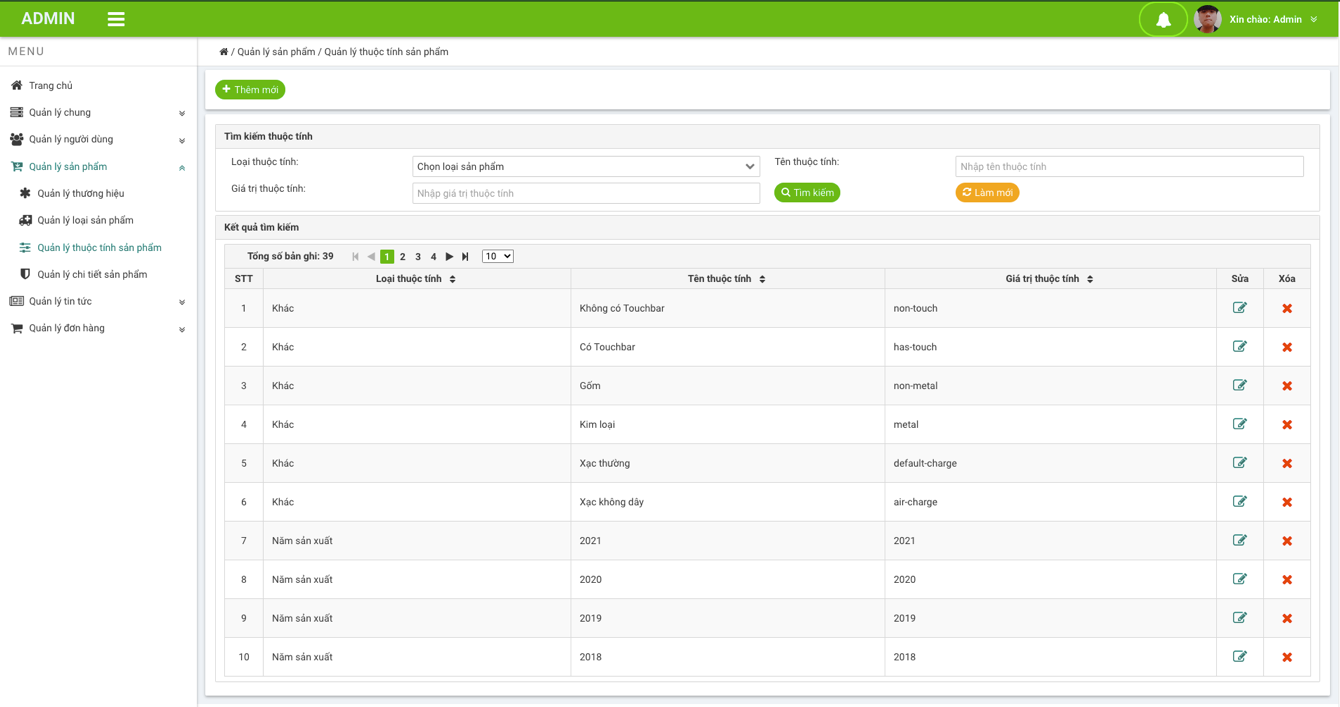 ADMIN
Xin chào: Admin
MENU
Trang chủ
Quản lý chung
Quản lý người dùng
Quản lý sản phẩm
Quản lý thương hiệu
Quản lý loại sản phẩm
Quản lý thuộc tính sản phẩm
Quản lý chi tiết sản phẩm
Quản lý tin tức
Quản lý đơn hàng
/ Quản lý sản phẩm / Quản lý thuộc tính sản phẩm
Thêm mới
Tìm kiếm thuộc tính
Loại thuộc tính: Chọn loại sản phẩm Tên thuộc tính: Nhập tên thuộc tính
Giá trị thuộc tính: Nhập giá trị thuộc tính Tìm kiếm Làm mới
Kết quả tìm kiếm
Tổng số bản ghi: 39 1 2 3 4 10
STT Loại thuộc tính Tên thuộc tính Giá trị thuộc tính Sửa Xóa
1 Khác Không có Touchbar non-touch
2 Khác Có Touchbar has-touch
3 Khác Gốm non-metal
4 Khác Kim loại metal
5 Khác Xạc thường default-charge
6 Khác Xạc không dây air-charge
7 Năm sản xuất 2021 2021
8 Năm sản xuất 2020 2020
9 Năm sản xuất 2019 2019
10 Năm sản xuất 2018 2018